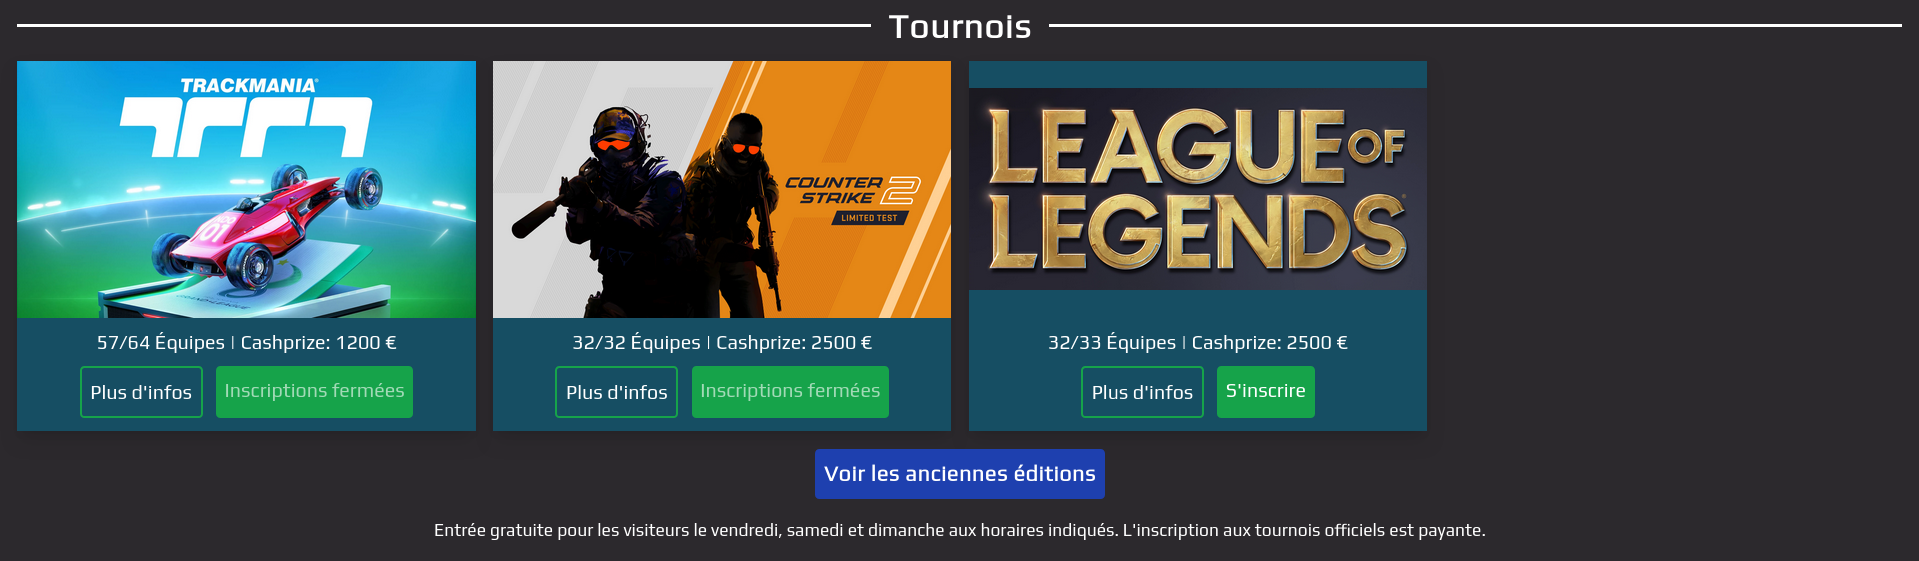 Tournois
TRACKMANIA
COUNTER
STRIKE 2
LIMITED TEST
LEAGUE OF
LEGENDS
57/64 Équipes | Cashprize: 1200 €
Plus d'infos
Inscriptions fermées
32/32 Équipes | Cashprize: 2500 €
Plus d'infos
Inscriptions fermées
32/33 Équipes | Cashprize: 2500 €
Plus d'infos
S'inscrire
Voir les anciennes éditions
Entrée gratuite pour les visiteurs le vendredi, samedi et dimanche aux horaires indiqués. L'inscription aux tournois officiels est payante.